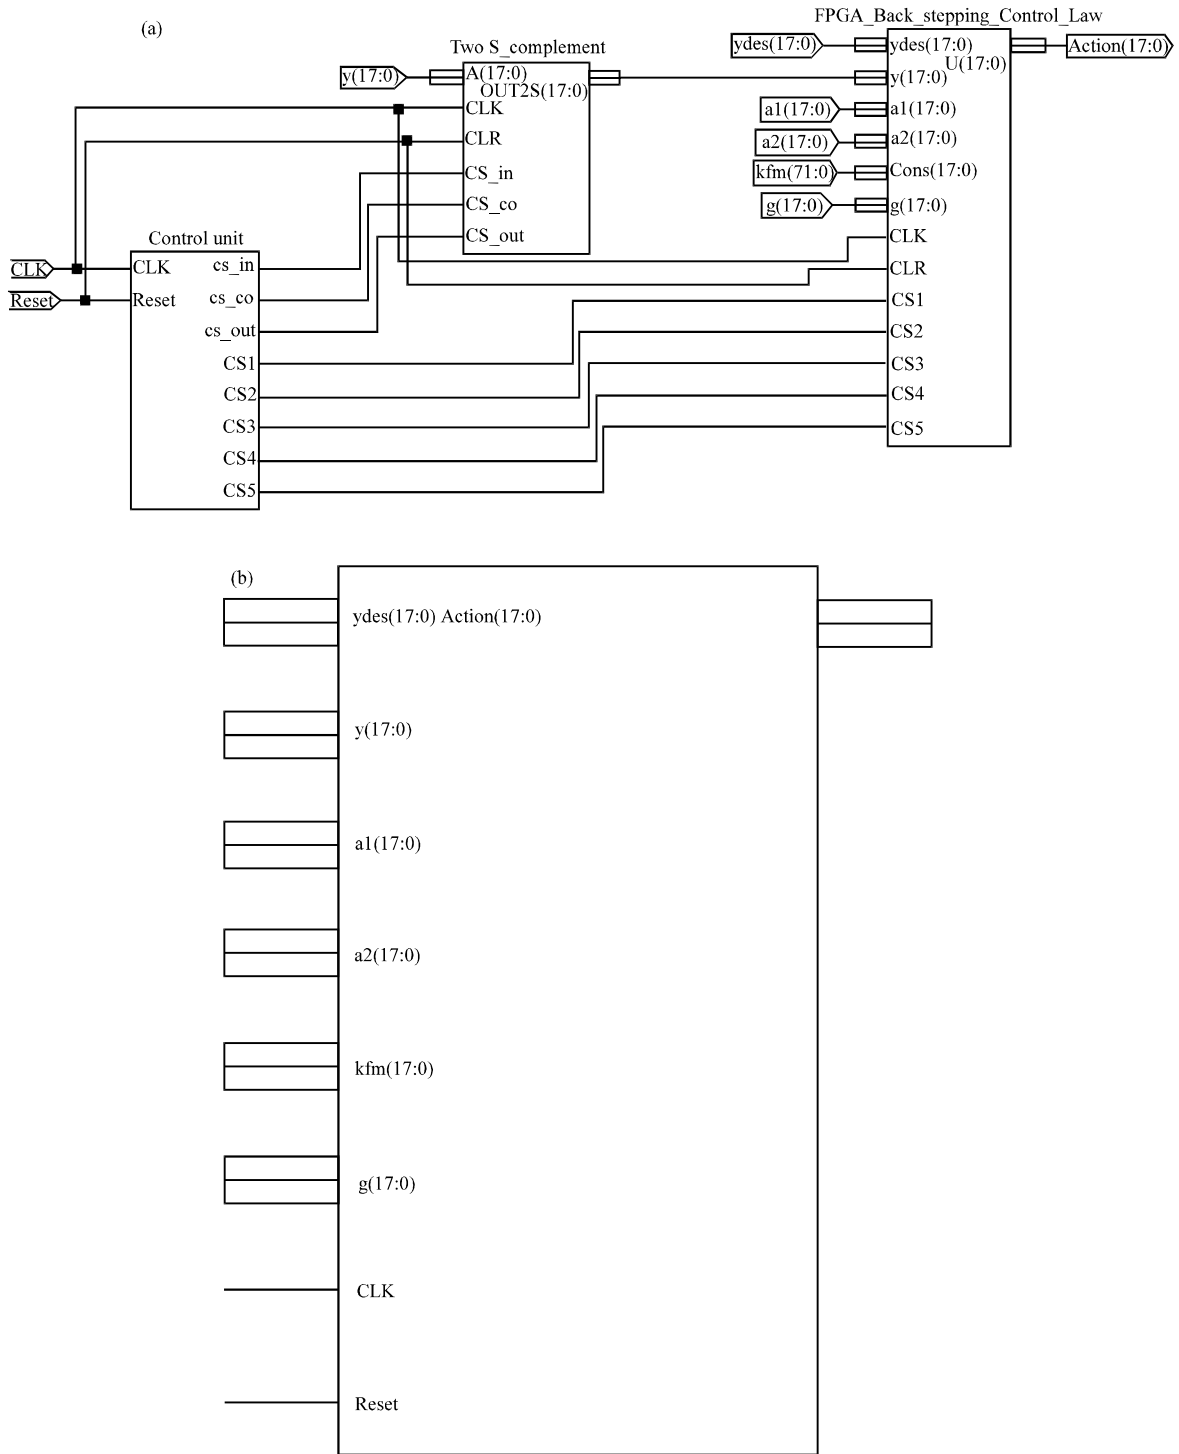 (a)
FPGA_Back_stepping_Control_Law
ydes(17:0)
ydes(17:0)
U(17:0)
Action(17:0)
Two S_complement
y(17:0)
A(17:0)
OUT2S(17:0)
y(17:0)
CLK
a1(17:0)
a1(17:0)
CLR
a2(17:0)
a2(17:0)
CS_in
kfm(71:0)
Cons(17:0)
CS_co
g(17:0)
g(17:0)
CS_out
CLK
Control unit
CLK
CLK
cs_in
CLR
Reset
Reset
cs_co
CS1
cs_out
CS2
CS1
CS3
CS2
CS4
CS3
CS5
CS4
CS5
(b)
ydes(17:0) Action(17:0)
y(17:0)
a1(17:0)
a2(17:0)
kfm(17:0)
g(17:0)
CLK
Reset